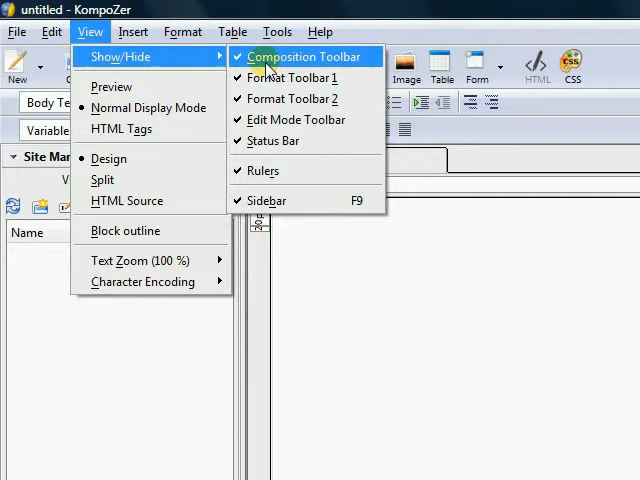 untitled - KompoZer
File Edit View Insert Format Table Tools Help
Show/Hide
Preview
Normal Display Mode
HTML Tags
Design
Split
HTML Source
Block outline
Text Zoom (100 %)
Character Encoding
Composition Toolbar
Format Toolbar 1
Format Toolbar 2
Edit Mode Toolbar
Status Bar
Rulers
Sidebar F9
New
Image Table Form HTML CSS
Body Te
Variable
Site Mar
V
Name